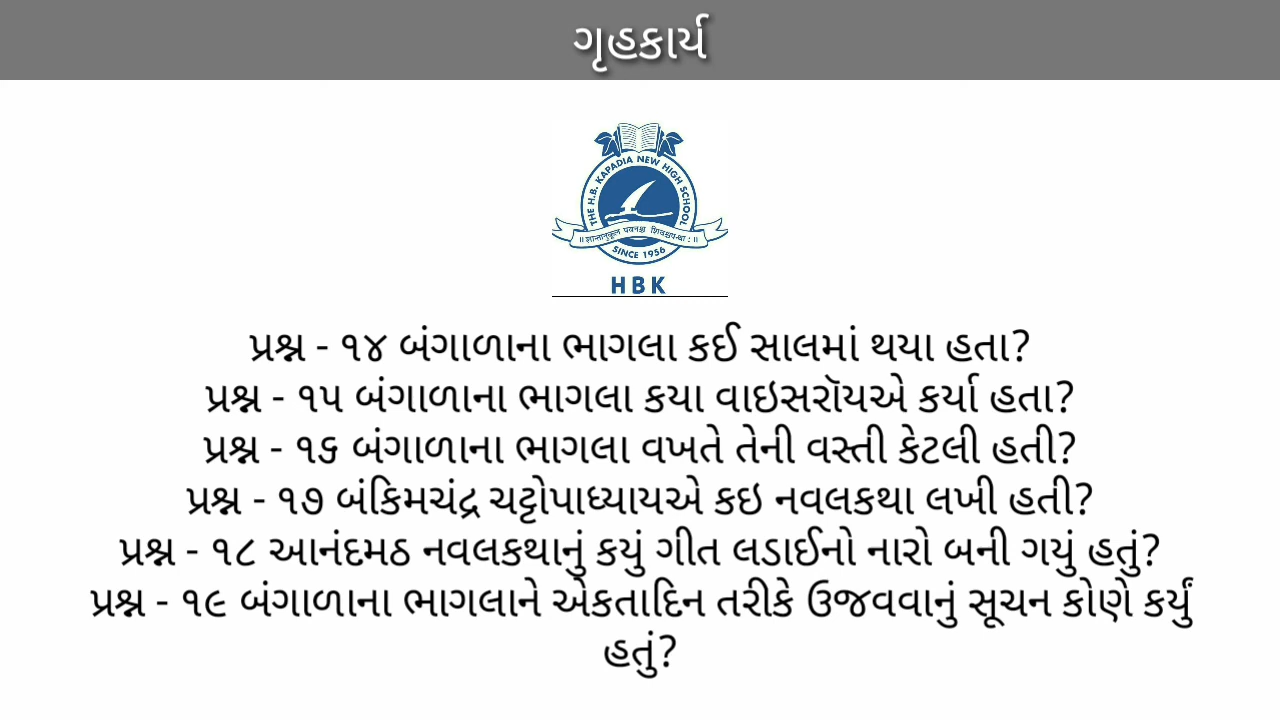 ગૃહકાર્ય
THE H.B. KAPADIA NEW HIGH SCHOOL
SINCE 1956
HBK
પ્રશ્ન - ૧૪ બંગાળાના ભાગલા કઈ સાલમાં થયા હતા?
પ્રશ્ન - ૧૫ બંગાળાના ભાગલા કયા વાઇસરૉયએ કર્યા હતા?
પ્રશ્ન - ૧૬ બંગાળાના ભાગલા વખતે તેની વસ્તી કેટલી હતી?
પ્રશ્ન - ૧૭ બંકિમચંદ્ર ચટ્ટોપાધ્યાયએ કઇ નવલકથા લખી હતી?
પ્રશ્ન - ૧૮ આનંદમઠ નવલકથાનું કયું ગીત લડાઈનો નારો બની ગયું હતું?
પ્રશ્ન - ૧૯ બંગાળાના ભાગલાને એકતાદિન તરીકે ઉજવવાનું સૂચન કોણે કર્યું
હતું?